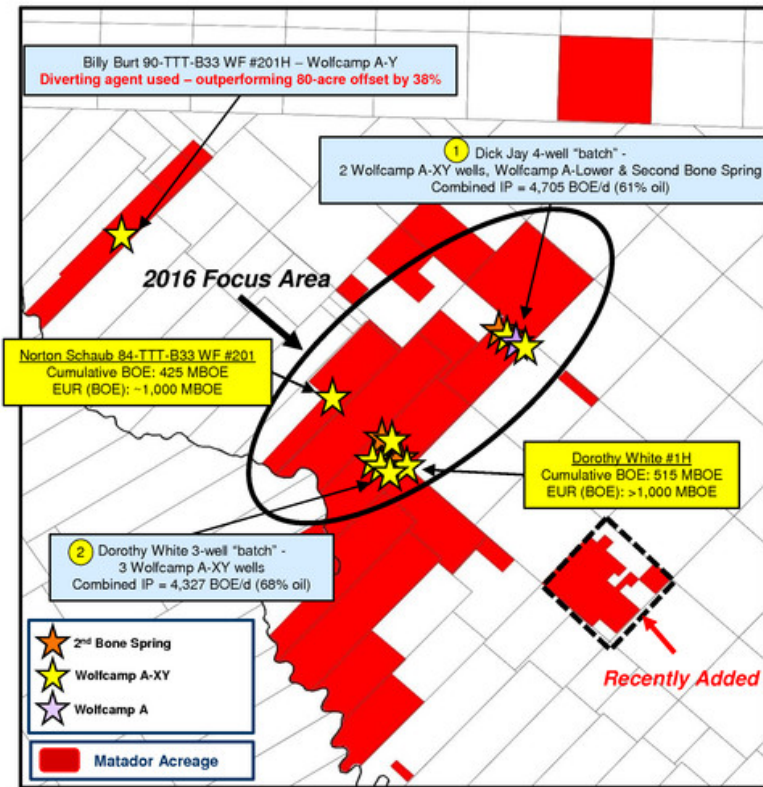 Billy Burt 90-TTT-B33 WF #201H – Wolfcamp A-Y
Diverting agent used – outperforming 80-acre offset by 38%
1 Dick Jay 4-well “batch” -
2 Wolfcamp A-XY wells, Wolfcamp A-Lower & Second Bone Spring
Combined IP = 4,705 BOE/d (61% oil)
2016 Focus Area
Norton Schaub 84-TTT-B33 WF #201
Cumulative BOE: 425 MBOE
EUR (BOE): ~1,000 MBOE
Dorothy White #1H
Cumulative BOE: 515 MBOE
EUR (BOE): >1,000 MBOE
2 Dorothy White 3-well “batch” -
3 Wolfcamp A-XY wells
Combined IP = 4,327 BOE/d (68% oil)
Recently Added
2nd Bone Spring
Wolfcamp A-XY
Wolfcamp A
Matador Acreage